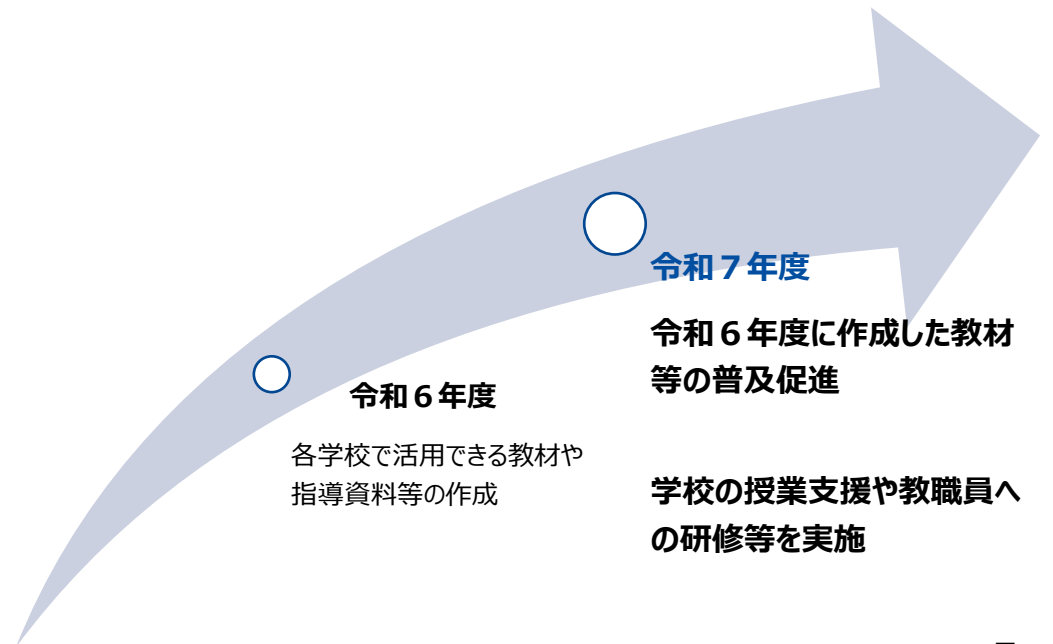 令和６年度
各学校で活用できる教材や
指導資料等の作成
令和７年度
令和６年度に作成した教材
等の普及促進
学校の授業支援や教職員へ
の研修等を実施